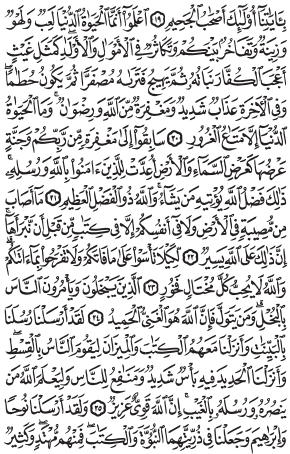 بِـَٔايَٰتِنَآ أُوْلَٰٓئِكَ أَصْحَٰبُ ٱلْجَحِيمِ ١٩ ٱعْلَمُوٓاْ أَنَّمَا ٱلْحَيَوٰةُ ٱلدُّنْيَا لَعِبٌ وَلَهْوٌ
وَزِينَةٌ وَتَفَاخُرٌۢ بَيْنَكُمْ وَتَكَاثُرٌ فِى ٱلْأَمْوَٰلِ وَٱلْأَوْلَٰدِ كَمَثَلِ غَيْثٍ
أَعْجَبَ ٱلْكُفَّارَ نَبَاتُهُۥ ثُمَّ يَهِيجُ فَتَرَىٰهُ مُصْفَرًّا ثُمَّ يَكُونُ حُطَٰمًا
وَفِى ٱلْءَاخِرَةِ عَذَابٌ شَدِيدٌ وَمَغْفِرَةٌ مِّنَ ٱللَّهِ وَرِضْوَٰنٌ وَمَا ٱلْحَيَوٰةُ
ٱلدُّنْيَآ إِلَّا مَتَٰعُ ٱلْغُرُورِ ٢٠ سَابِقُوٓاْ إِلَىٰ مَغْفِرَةٍ مِّن رَّبِّكُمْ وَجَنَّةٍ
عَرْضُهَا كَعَرْضِ ٱلسَّمَآءِ وَٱلْأَرْضِ أُعِدَّتْ لِلَّذِينَ ءَامَنُواْ بِٱللَّهِ وَرُسُلِهِۦ
ذَٰلِكَ فَضْلُ ٱللَّهِ يُؤْتِيهِ مَن يَشَآءُ وَٱللَّهُ ذُو ٱلْفَضْلِ ٱلْعَظِيمِ ٢١ مَآ أَصَابَ
مِن مُّصِيبَةٍ فِى ٱلْأَرْضِ وَلَا فِىٓ أَنفُسِكُمْ إِلَّا فِى كِتَٰبٍ مِّن قَبْلِ أَن نَّبْرَأَهَآ
إِنَّ ذَٰلِكَ عَلَى ٱللَّهِ يَسِيرٌ ٢٢ لِّكَيْلَا تَأْسَوْاْ عَلَىٰ مَا فَاتَكُمْ وَلَا تَفْرَحُواْ بِمَآ ءَاتَىٰكُمْ
وَٱللَّهُ لَا يُحِبُّ كُلَّ مُخْتَالٍ فَخُورٍ ٢٣ ٱلَّذِينَ يَبْخَلُونَ وَيَأْمُرُونَ ٱلنَّاسَ
بِٱلْبُخْلِ وَمَن يَتَوَلَّ فَإِنَّ ٱللَّهَ هُوَ ٱلْغَنِىُّ ٱلْحَمِيدُ ٢٤ لَقَدْ أَرْسَلْنَا رُسُلَنَا
بِٱلْبَيِّنَٰتِ وَأَنزَلْنَا مَعَهُمُ ٱلْكِتَٰبَ وَٱلْمِيزَانَ لِيَقُومَ ٱلنَّاسُ بِٱلْقِسْطِ
وَأَنزَلْنَا ٱلْحَدِيدَ فِيهِ بَأْسٌ شَدِيدٌ وَمَنَٰفِعُ لِلنَّاسِ وَلِيَعْلَمَ ٱللَّهُ مَن
يَنصُرُهُۥ وَرُسُلَهُۥ بِٱلْغَيْبِ إِنَّ ٱللَّهَ قَوِىٌّ عَزِيزٌ ٢٥ وَلَقَدْ أَرْسَلْنَا نُوحًا
وَإِبْرَٰهِيمَ وَجَعَلْنَا فِى ذُرِّيَّتِهِمَا ٱلنُّبُوَّةَ وَٱلْكِتَٰبَ فَمِنْهُم مُّهْتَدٍ وَكَثِيرٌ